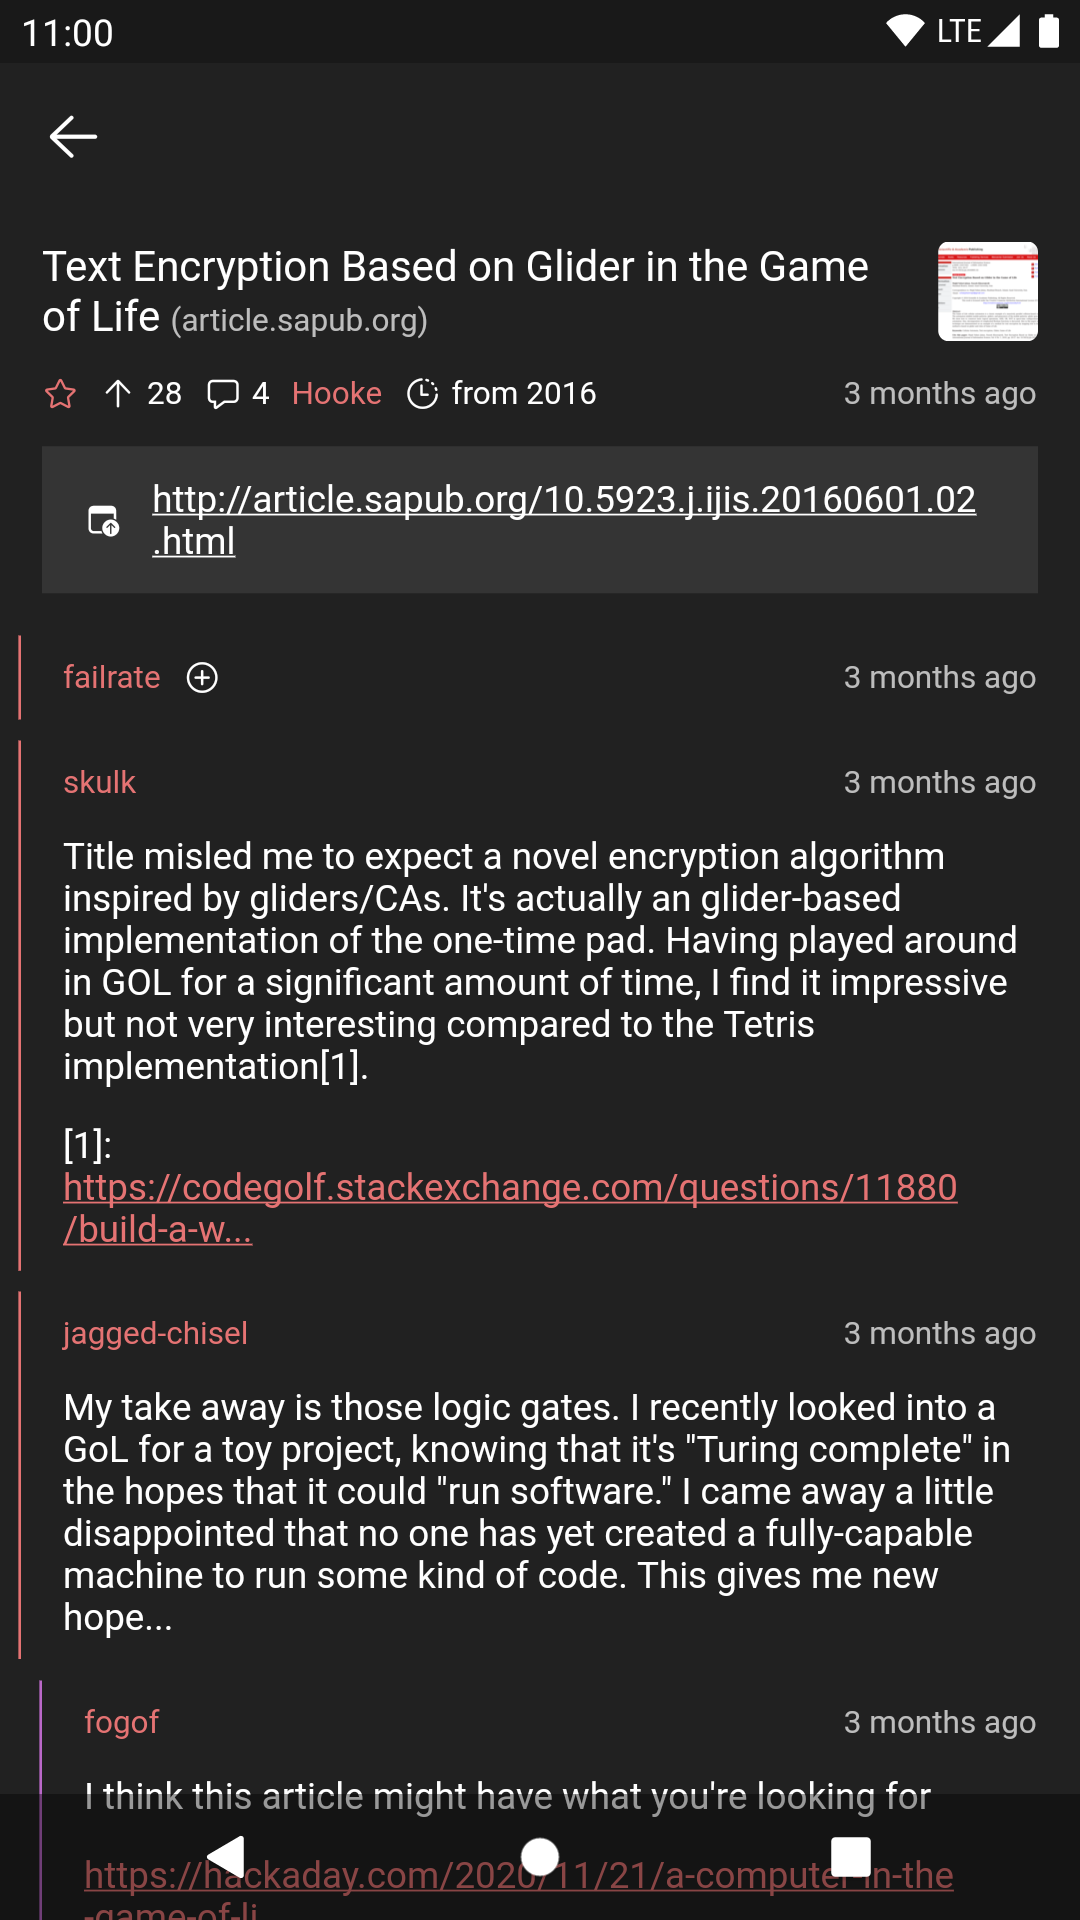 11:00
LTE
Text Encryption Based on Glider in the Game
of Life (article.sapub.org)
28 4 Hooke from 2016 3 months ago
http://article.sapub.org/10.5923.j.ijis.20160601.02
.html
failrate 3 months ago
skulk 3 months ago
Title misled me to expect a novel encryption algorithm
inspired by gliders/CAs. It's actually an glider-based
implementation of the one-time pad. Having played around
in GOL for a significant amount of time, I find it impressive
but not very interesting compared to the Tetris
implementation[1].
[1]:
https://codegolf.stackexchange.com/questions/11880
/build-a-w...
jagged-chisel 3 months ago
My take away is those logic gates. I recently looked into a
GoL for a toy project, knowing that it's "Turing complete" in
the hopes that it could "run software." I came away a little
disappointed that no one has yet created a fully-capable
machine to run some kind of code. This gives me new
hope...
fogof 3 months ago
I think this article might have what you're looking for
https://hackaday.com/2020/11/21/a-computer-in-the
-game-of-li